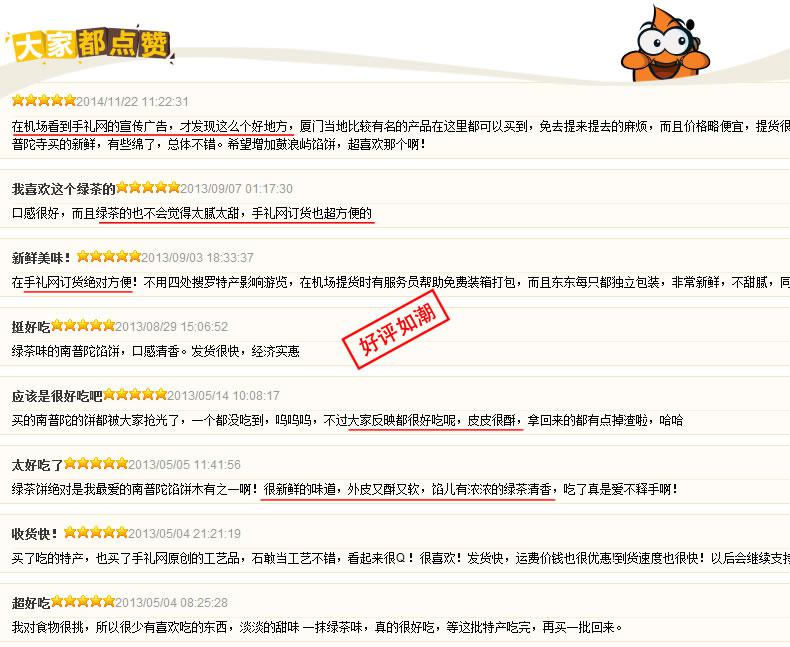 大家都点赞
2014/11/22 11:22:31
在机场看到手礼网的宣传广告，才发现这么个好地方，厦门当地比较有名的产品在这里都可以买到，免去提来提去的麻烦，而且价格略便宜，提货很
普陀寺买的新鲜，有些绵了，总体不错。希望增加鼓浪屿馅饼，超喜欢那个啊！
我喜欢这个绿茶的2013/09/07 01:17:30
口感很好，而且绿茶的也不会觉得太腻太甜，手礼网订货也超方便的
新鲜美味！2013/09/03 18:33:37
在手礼网订货绝对方便！不用四处搜罗特产影响游览，在机场提货时有服务员帮助免费装箱打包，而且东东每只都独立包装，非常新鲜，不甜腻，同
挺好吃2013/08/29 15:06:52
绿茶味的南普陀馅饼，口感清香。发货很快，经济实惠
好评如潮
应该是很好吃吧2013/05/14 10:08:17
买的南普陀的饼都被大家抢光了，一个都没吃到，呜呜呜，不过大家反映都很好吃呢，皮皮很酥，拿回来的都有点掉渣啦，哈哈
太好吃了2013/05/05 11:41:56
绿茶饼绝对是我最爱的南普陀馅饼木有之一啊！很新鲜的味道，外皮又酥又软，馅儿有浓浓的绿茶清香，吃了真是爱不释手啊！
收货快！2013/05/04 21:21:19
买了吃的特产，也买了手礼网原创的工艺品，石敢当工艺不错，看起来很Q！很喜欢！发货快，运费价钱也很优惠!到货速度也很快！以后会继续支持
超好吃2013/05/04 08:25:28
我对食物很挑，所以很少有喜欢吃的东西，淡淡的甜味 一抹绿茶味，真的很好吃，等这批特产吃完，再买一批回来。